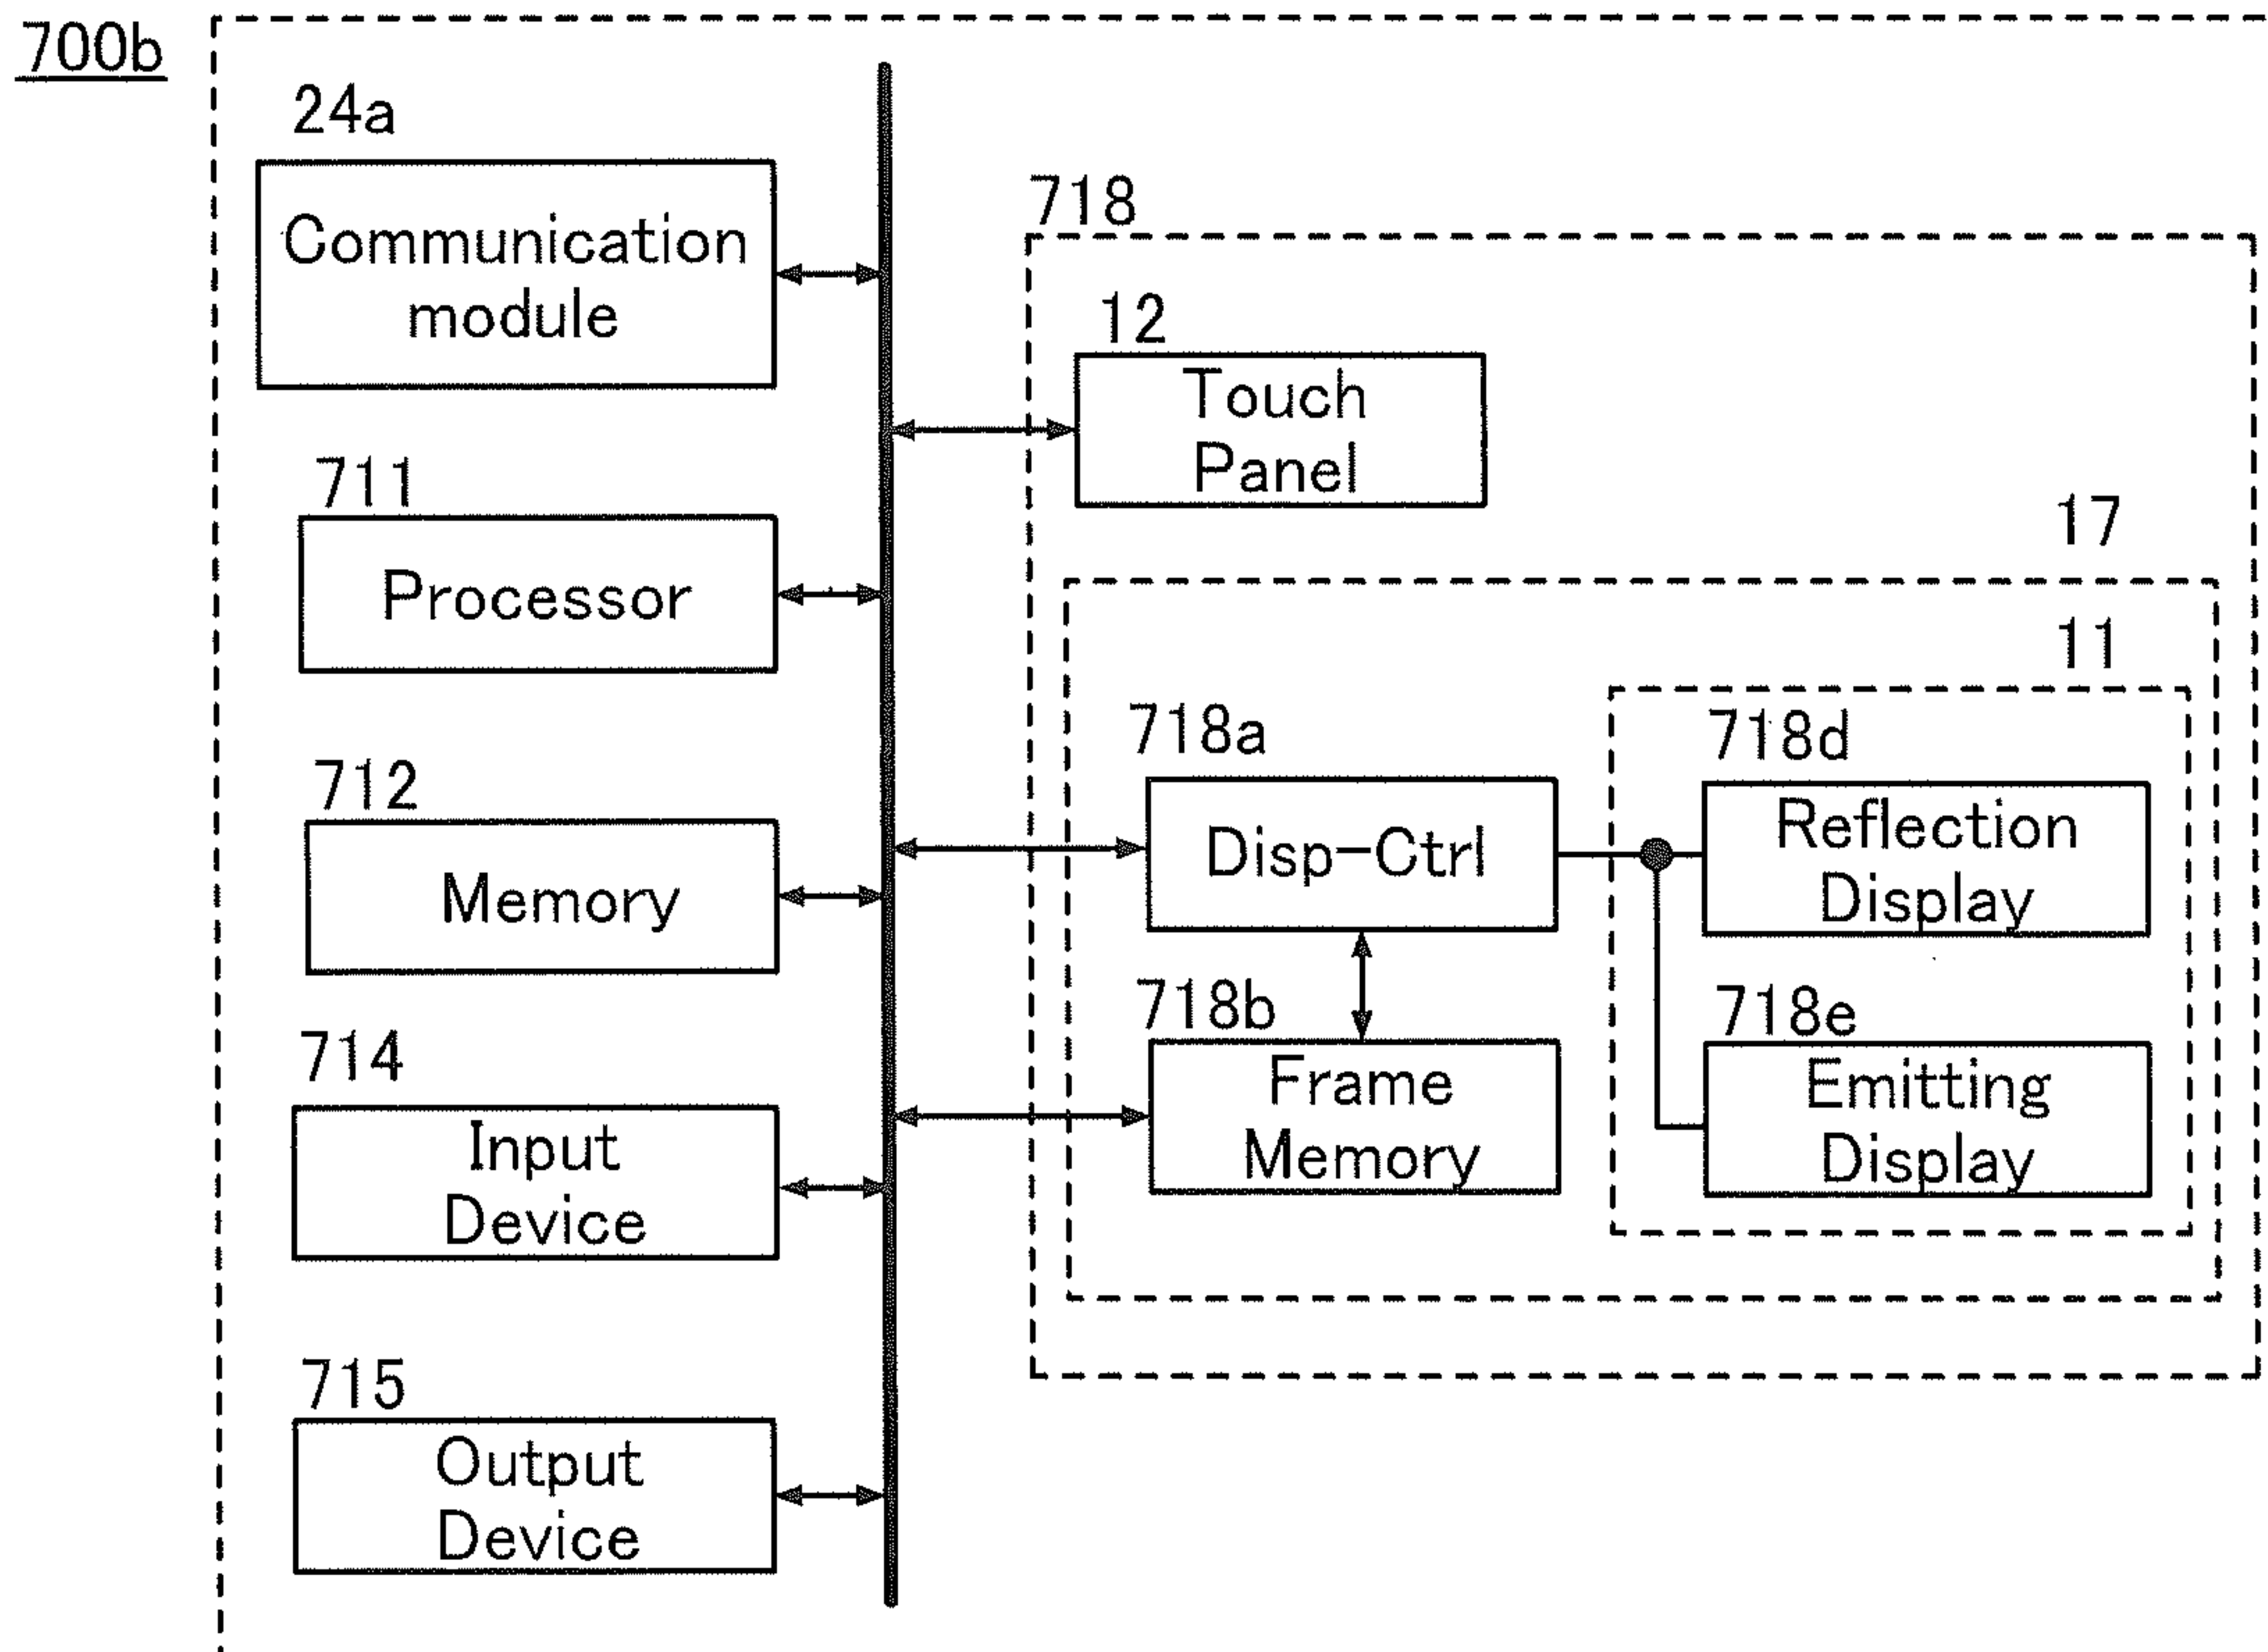 700b
24a
Communication
module
711
Processor
712
Memory
714
Input
Device
715
Output
Device
718
12
Touch
Panel
17
11
718a
Disp-Ctrl
718b
Frame
Memory
718d
Reflection
Display
718e
Emitting
Display